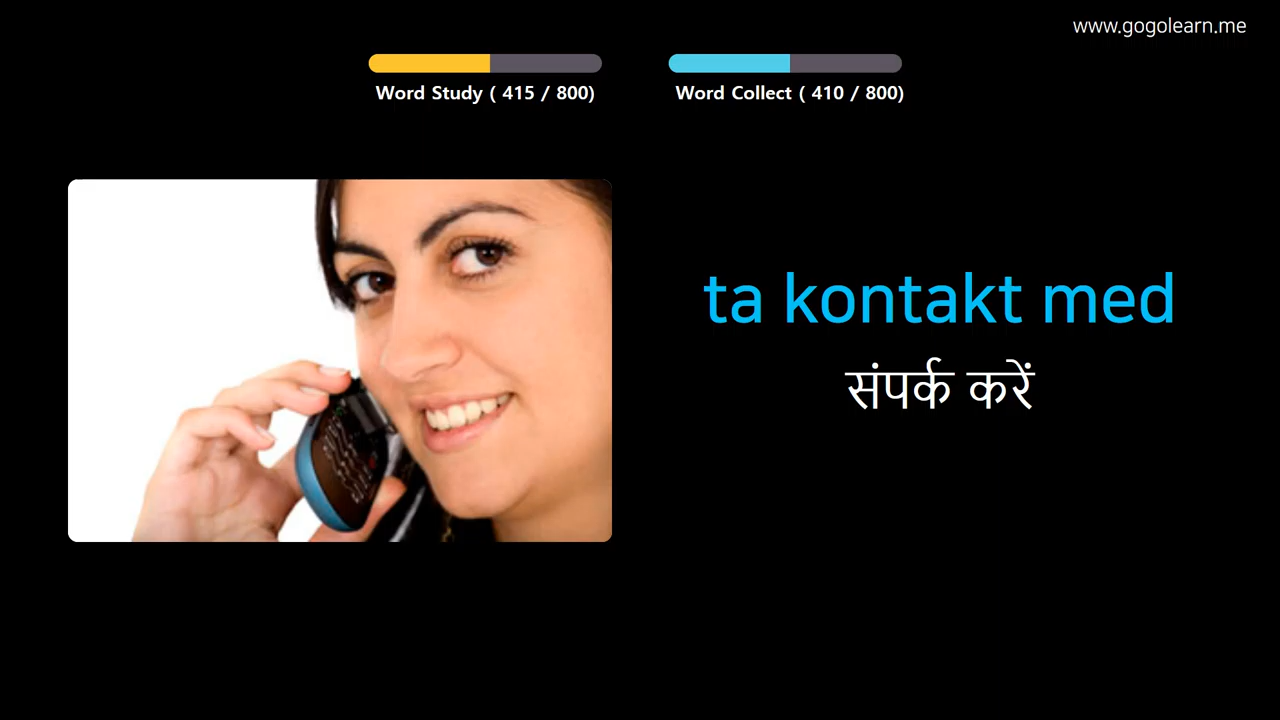 www.gogolearn.me
Word Study ( 415 / 800)
Word Collect ( 410 / 800)
ta kontakt med
संपर्क करें